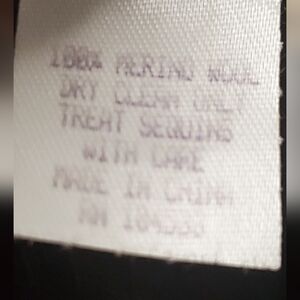 100% MERINO WOOL
DRY CLEAN ONLY
TREAT SEQUINS
WITH CARE
MADE IN CHINA
RN